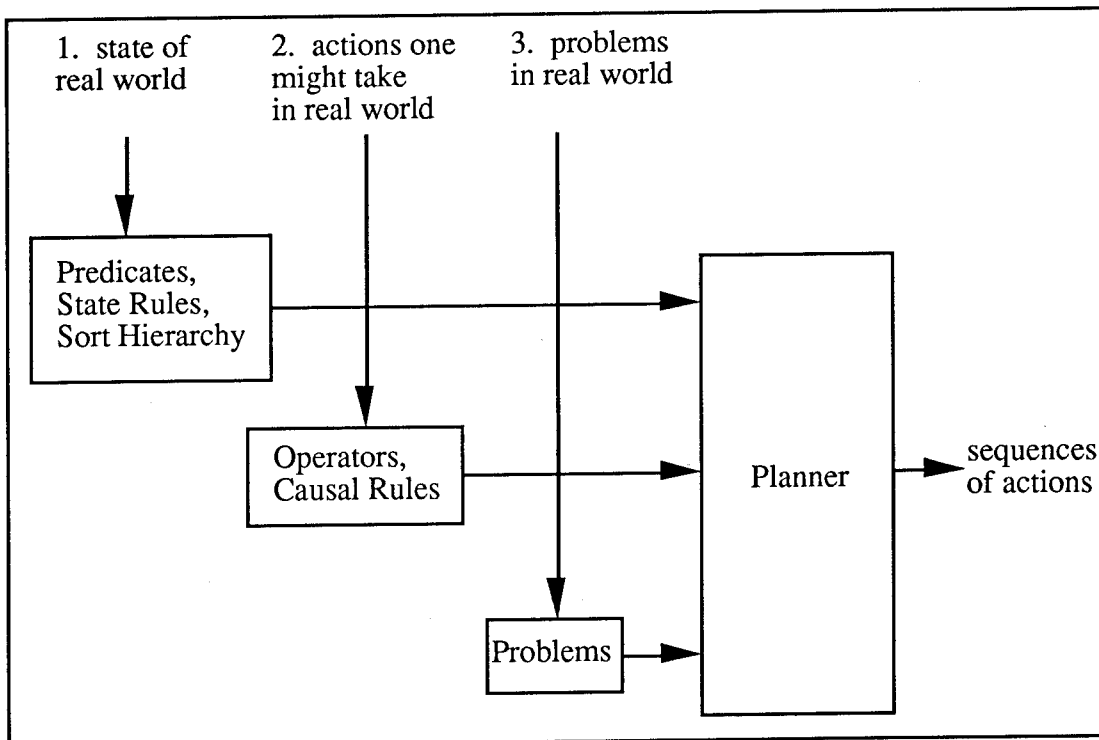 1. state of
real world
2. actions one
might take
in real world
3. problems
in real world
Predicates,
State Rules,
Sort Hierarchy
Operators,
Causal Rules
Planner
sequences
of actions
Problems